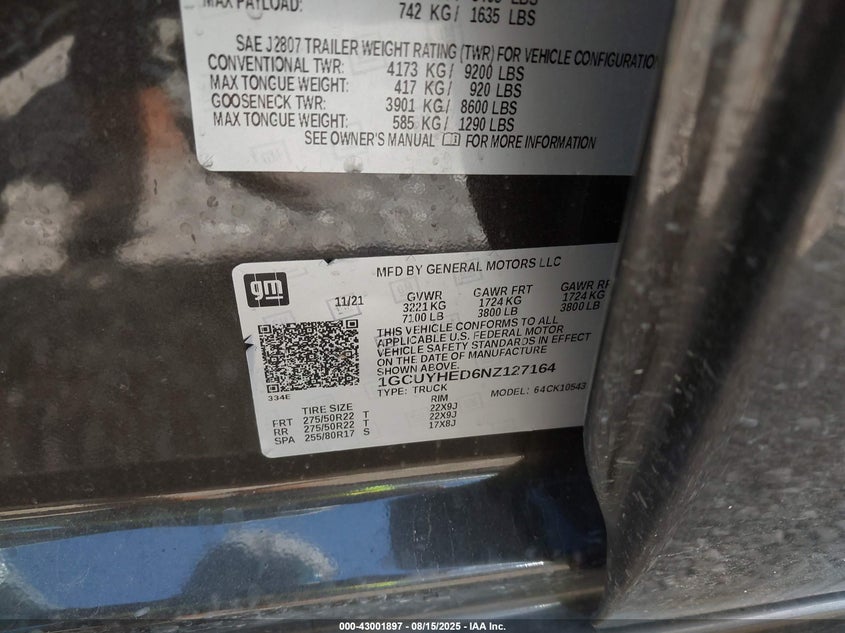 MAX PAYLOAD:
742 KG / 1635 LBS
SAE J2807 TRAILER WEIGHT RATING (TWR) FOR VEHICLE CONFIGURATION
CONVENTIONAL TWR: 4173 KG / 9200 LBS
MAX TONGUE WEIGHT: 417 KG / 920 LBS
GOOSENECK TWR: 3901 KG / 8600 LBS
MAX TONGUE WEIGHT: 585 KG / 1290 LBS
SEE OWNER'S MANUAL FOR MORE INFORMATION
gm
MFD BY GENERAL MOTORS LLC
11/21 GVWR GAWR FRT GAWR RR
3221 KG 1724 KG 1724 KG
7100 LB 3800 LB 3800 LB
THIS VEHICLE CONFORMS TO ALL
APPLICABLE U.S. FEDERAL MOTOR
VEHICLE SAFETY STANDARDS IN EFFECT
ON THE DATE OF MANUFACTURE
1GCUYHED6NZ127164
TYPE: TRUCK MODEL: 64CK10543
334E
TIRE SIZE RIM
FRT 275/50R22 T 22X9J
RR 275/50R22 T 22X9J
SPA 255/80R17 S 17X8J
000-43001897 - 08/15/2025 - IAA Inc.